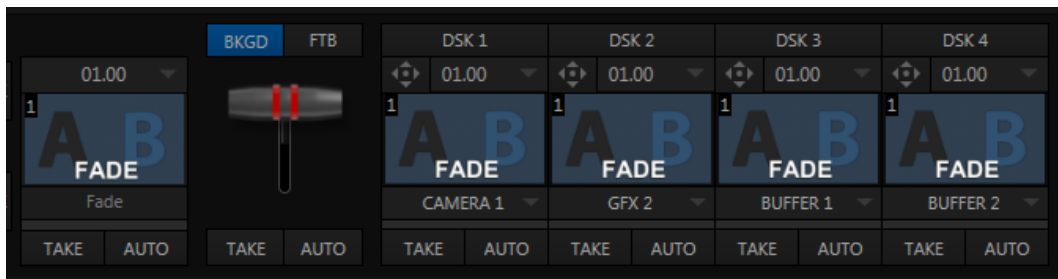 BKGD FTB DSK 1 DSK 2 DSK 3 DSK 4
01.00 01.00 01.00 01.00 01.00
1 1 1 1 1
A B A B A B A B A B
FADE FADE FADE FADE FADE
Fade CAMERA 1 GFX 2 BUFFER 1 BUFFER 2
TAKE AUTO TAKE AUTO TAKE AUTO TAKE AUTO TAKE AUTO TAKE AUTO